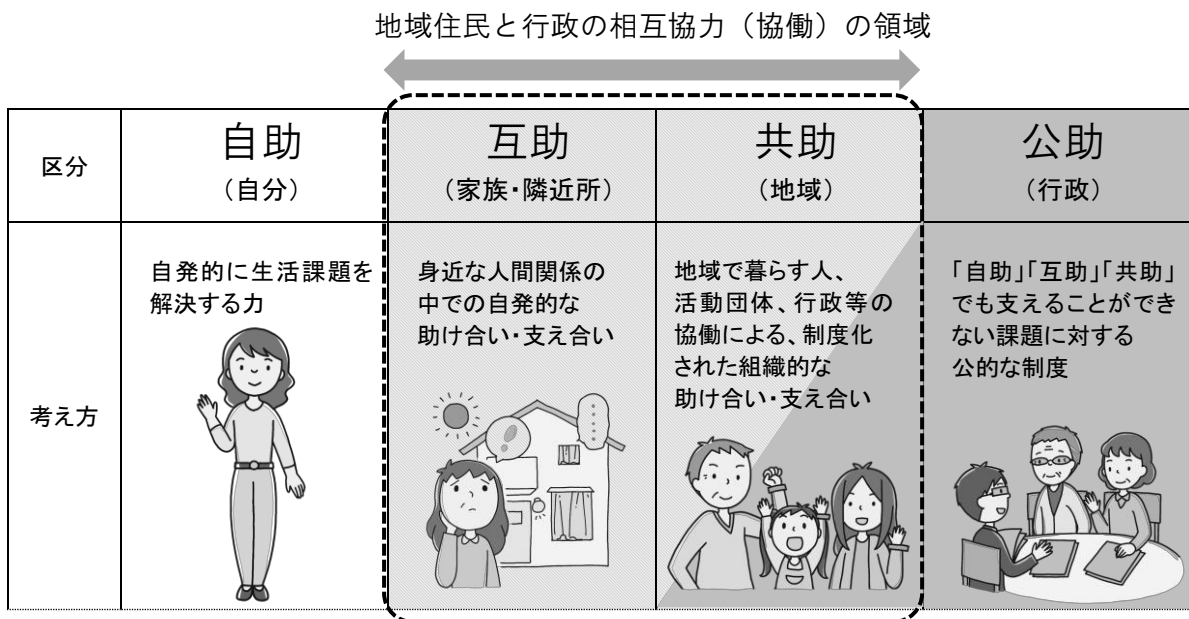 地域住民と行政の相互協力（協働）の領域
区分
自助
（自分）
互助
（家族・隣近所）
共助
（地域）
公助
（行政）
考え方
自発的に生活課題を
解決する力
身近な人間関係の
中での自発的な
助け合い・支え合い
地域で暮らす人、
活動団体、行政等の
協働による、制度化
された組織的な
助け合い・支え合い
「自助」「互助」「共助」
でも支えることができ
ない課題に対する
公的な制度